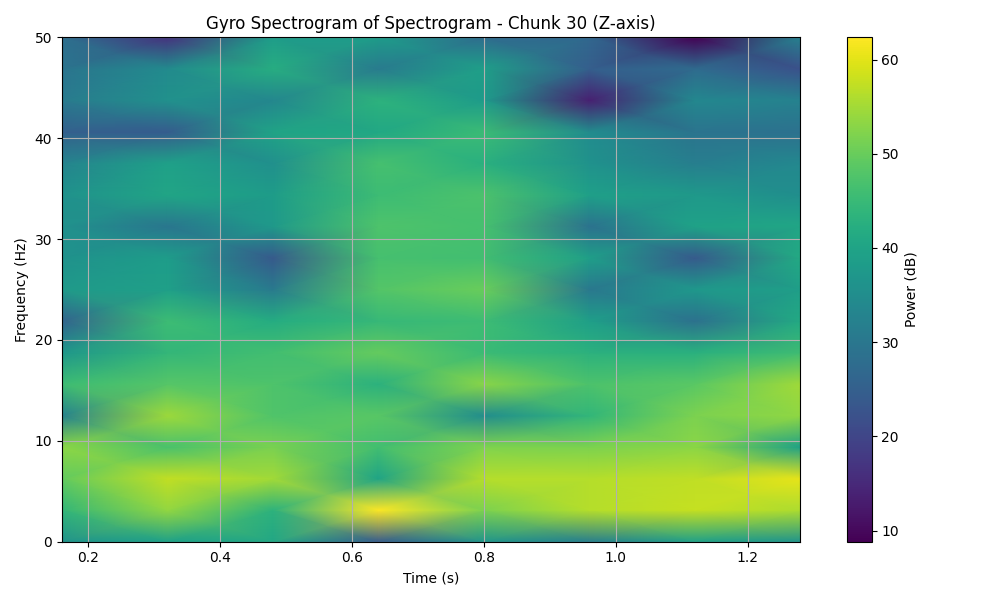 Gyro Spectrogram of Spectrogram - Chunk 30 (Z-axis)
50
40
30
20
10
0
Frequency (Hz)
0.2 0.4 0.6 0.8 1.0 1.2
Time (s)
60
50
40
30
20
10
Power (dB)